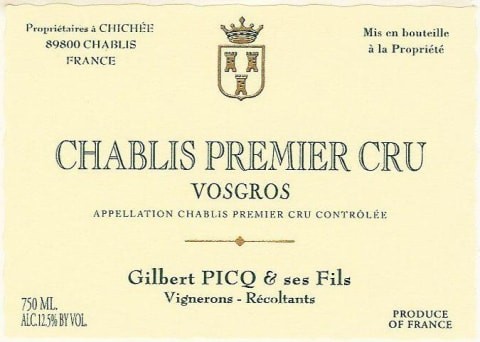 Propriétaires à CHICHÉE
89800 CHABLIS
FRANCE
Mis en bouteille
à la Propriété
CHABLIS PREMIER CRU
VOSGROS
APPELLATION CHABLIS PREMIER CRU CONTRÔLÉE
Gilbert PICQ & ses Fils
Vignerons - Récoltants
750 ML.
ALC.12.5% BY VOL.
PRODUCE
OF FRANCE